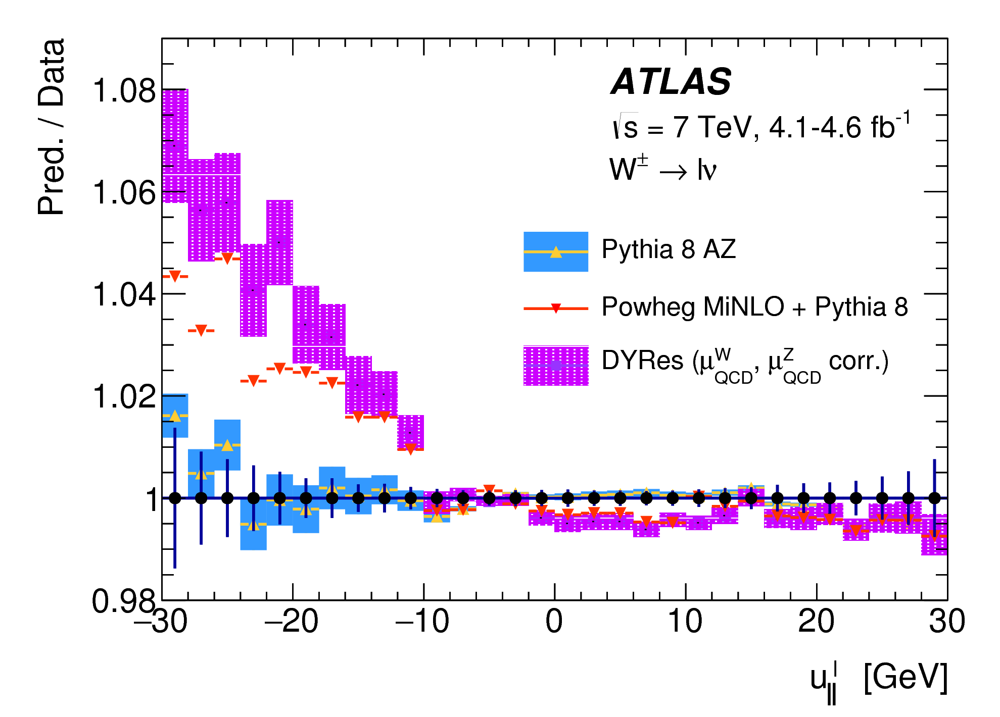 Pred. / Data
1.08
1.06
1.04
1.02
1
0.98
ATLAS
√s = 7 TeV, 4.1-4.6 fb⁻¹
W± → lν
Pythia 8 AZ
Powheg MiNLO + Pythia 8
DYRes (μ^W_QCD, μ^Z_QCD corr.)
−30 −20 −10 0 10 20 30
u^l_|| [GeV]